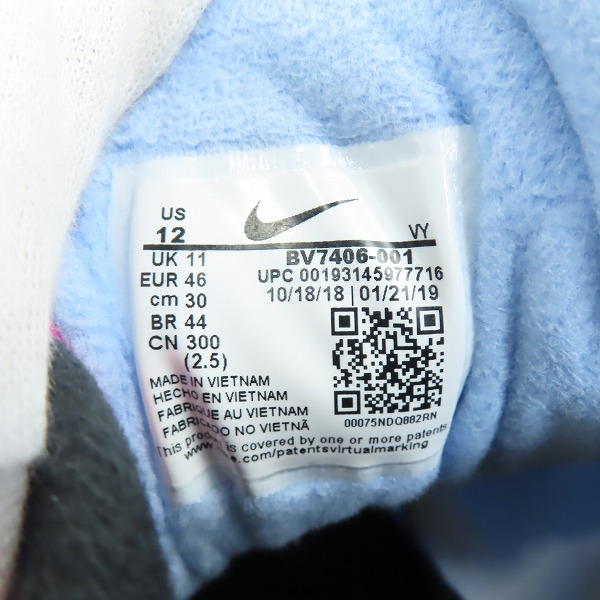 US
12 VY
UK 11 BV7406-001
EUR 46 UPC 00193145977716
cm 30 10/18/18 | 01/21/19
BR 44
CN 300
(2.5)
MADE IN VIETNAM
HECHO EN VIETNAM
FABRIQUE AU VIETNAM
FABRICADO NO VIETNÃ
00075NDQ882RN
This product is covered by one or more patents
.com/patentsvirtualmarking